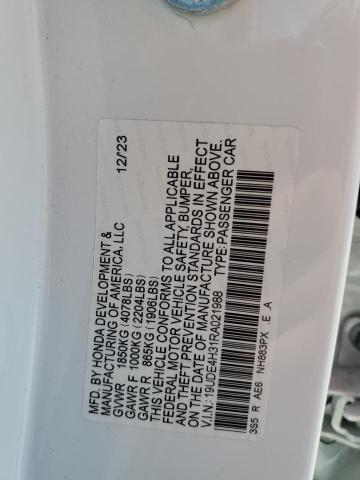 MFD. BY HONDA DEVELOPMENT &
MANUFACTURING OF AMERICA, LLC 12/23
GVWR 1850KG (4078LBS)
GAWR F 1000KG (2204LBS)
GAWR R 865KG (1906LBS)
THIS VEHICLE CONFORMS TO ALL APPLICABLE
FEDERAL MOTOR VEHICLE SAFETY, BUMPER,
AND THEFT PREVENTION STANDARDS IN EFFECT
ON THE DATE OF MANUFACTURE SHOWN ABOVE.
V.I.N.: 19UDE4H31RA021988 TYPE: PASSENGER CAR
3S5 R AE6 NH883PX .E .A